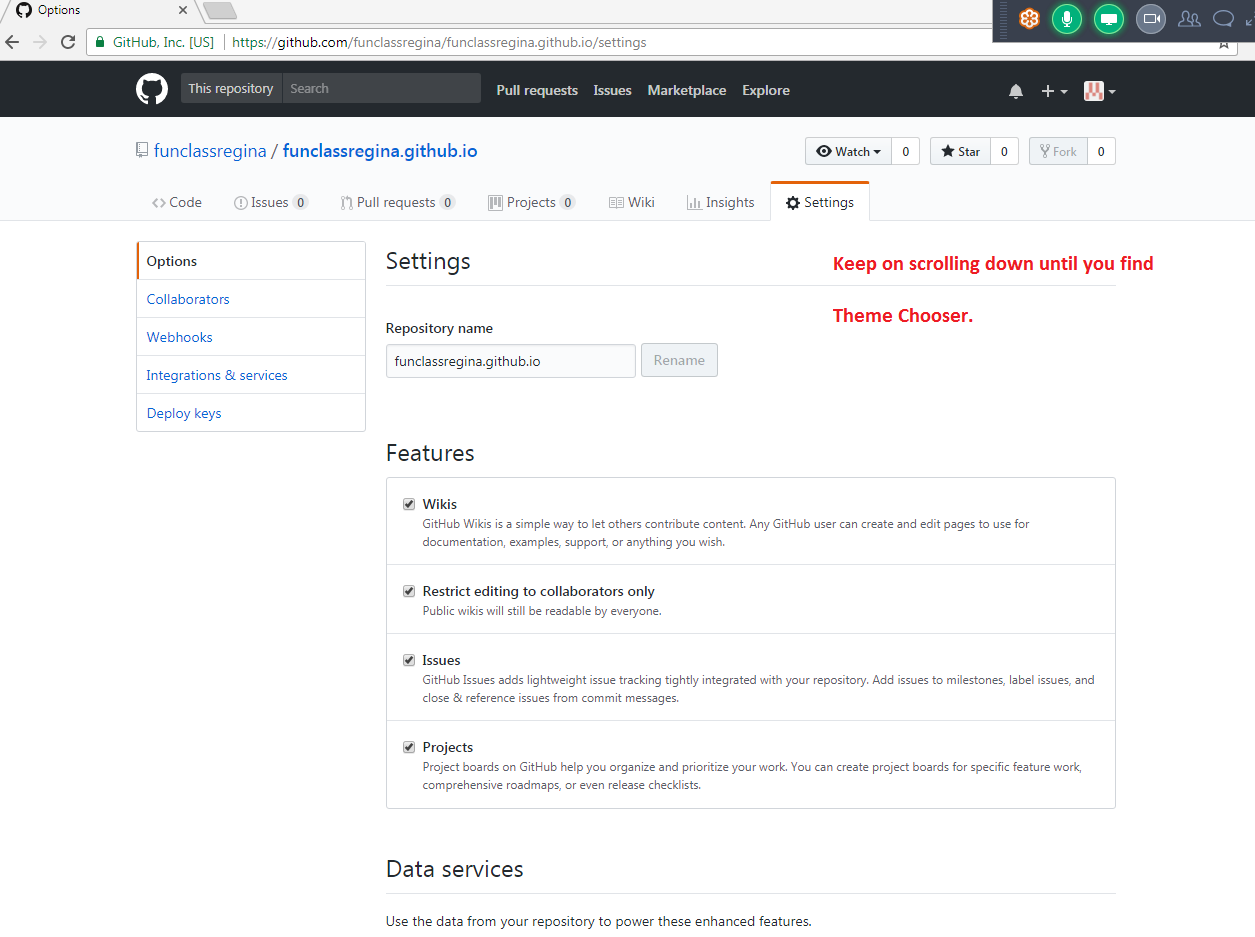 Options
GitHub, Inc. [US] https://github.com/funclassregina/funclassregina.github.io/settings
This repository Search Pull requests Issues Marketplace Explore
funclassregina / funclassregina.github.io
Watch 0 Star 0 Fork 0
Code Issues 0 Pull requests 0 Projects 0 Wiki Insights Settings
Options
Collaborators
Webhooks
Integrations & services
Deploy keys
Settings
Keep on scrolling down until you find
Theme Chooser.
Repository name
funclassregina.github.io Rename
Features
Wikis
GitHub Wikis is a simple way to let others contribute content. Any GitHub user can create and edit pages to use for
documentation, examples, support, or anything you wish.
Restrict editing to collaborators only
Public wikis will still be readable by everyone.
Issues
GitHub Issues adds lightweight issue tracking tightly integrated with your repository. Add issues to milestones, label issues, and
close & reference issues from commit messages.
Projects
Project boards on GitHub help you organize and prioritize your work. You can create project boards for specific feature work,
comprehensive roadmaps, or even release checklists.
Data services
Use the data from your repository to power these enhanced features.